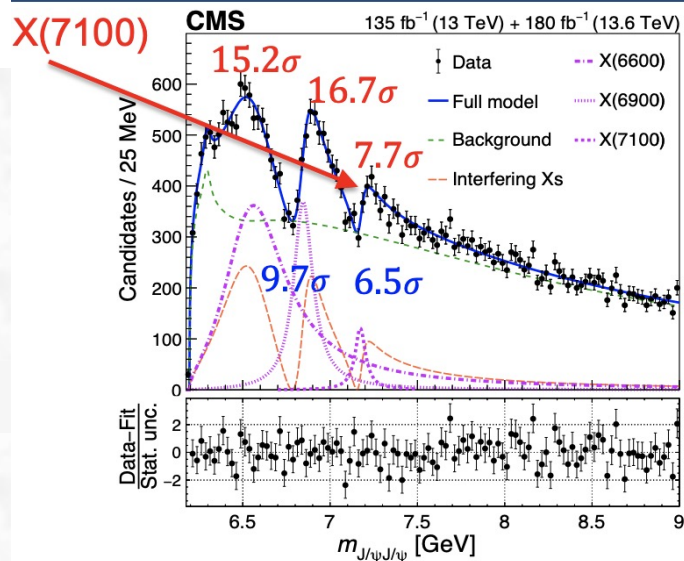 CMS
135 fb⁻¹ (13 TeV) + 180 fb⁻¹ (13.6 TeV)
X(7100)
15.2σ
16.7σ
7.7σ
9.7σ
6.5σ
Data
Full model
Background
Interfering Xs
X(6600)
X(6900)
X(7100)
Candidates / 25 MeV
600
500
400
300
200
100
0
Data−Fit
Stat. unc.
2
0
−2
6.5
7
7.5
8
8.5
9
m_J/ψJ/ψ [GeV]